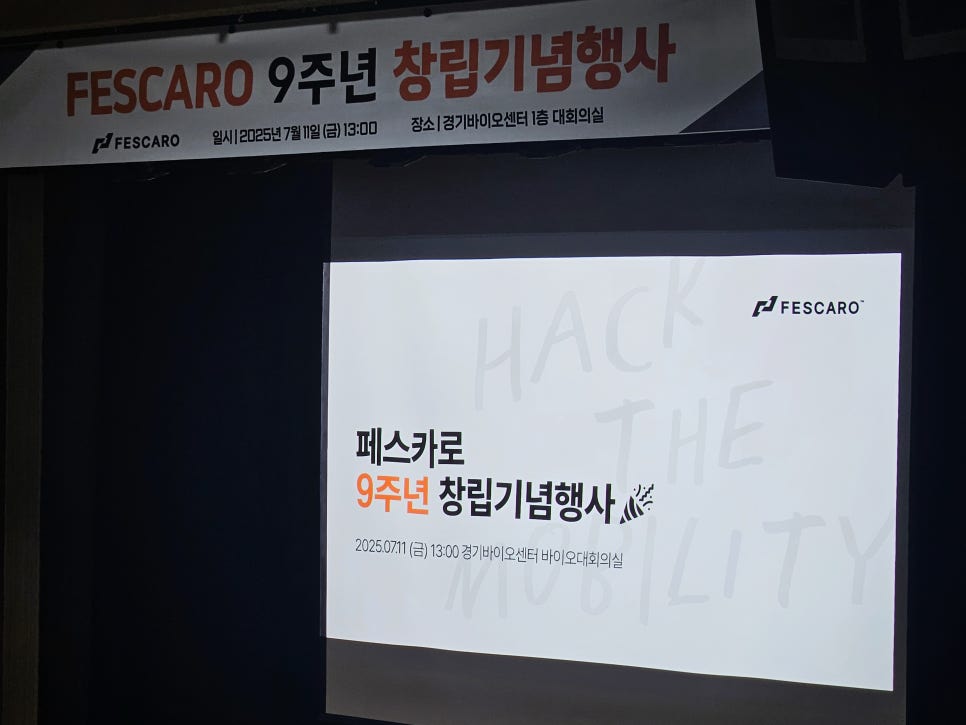 FESCARO 9주년 창립기념행사
FESCARO 일시 | 2025년 7월 11일 (금) 13:00 장소 | 경기바이오센터 1층 대회의실
FESCARO™
HACK
THE
MOBILITY
페스카로
9주년 창립기념행사
2025.07.11 (금) 13:00 경기바이오센터 바이오대회의실